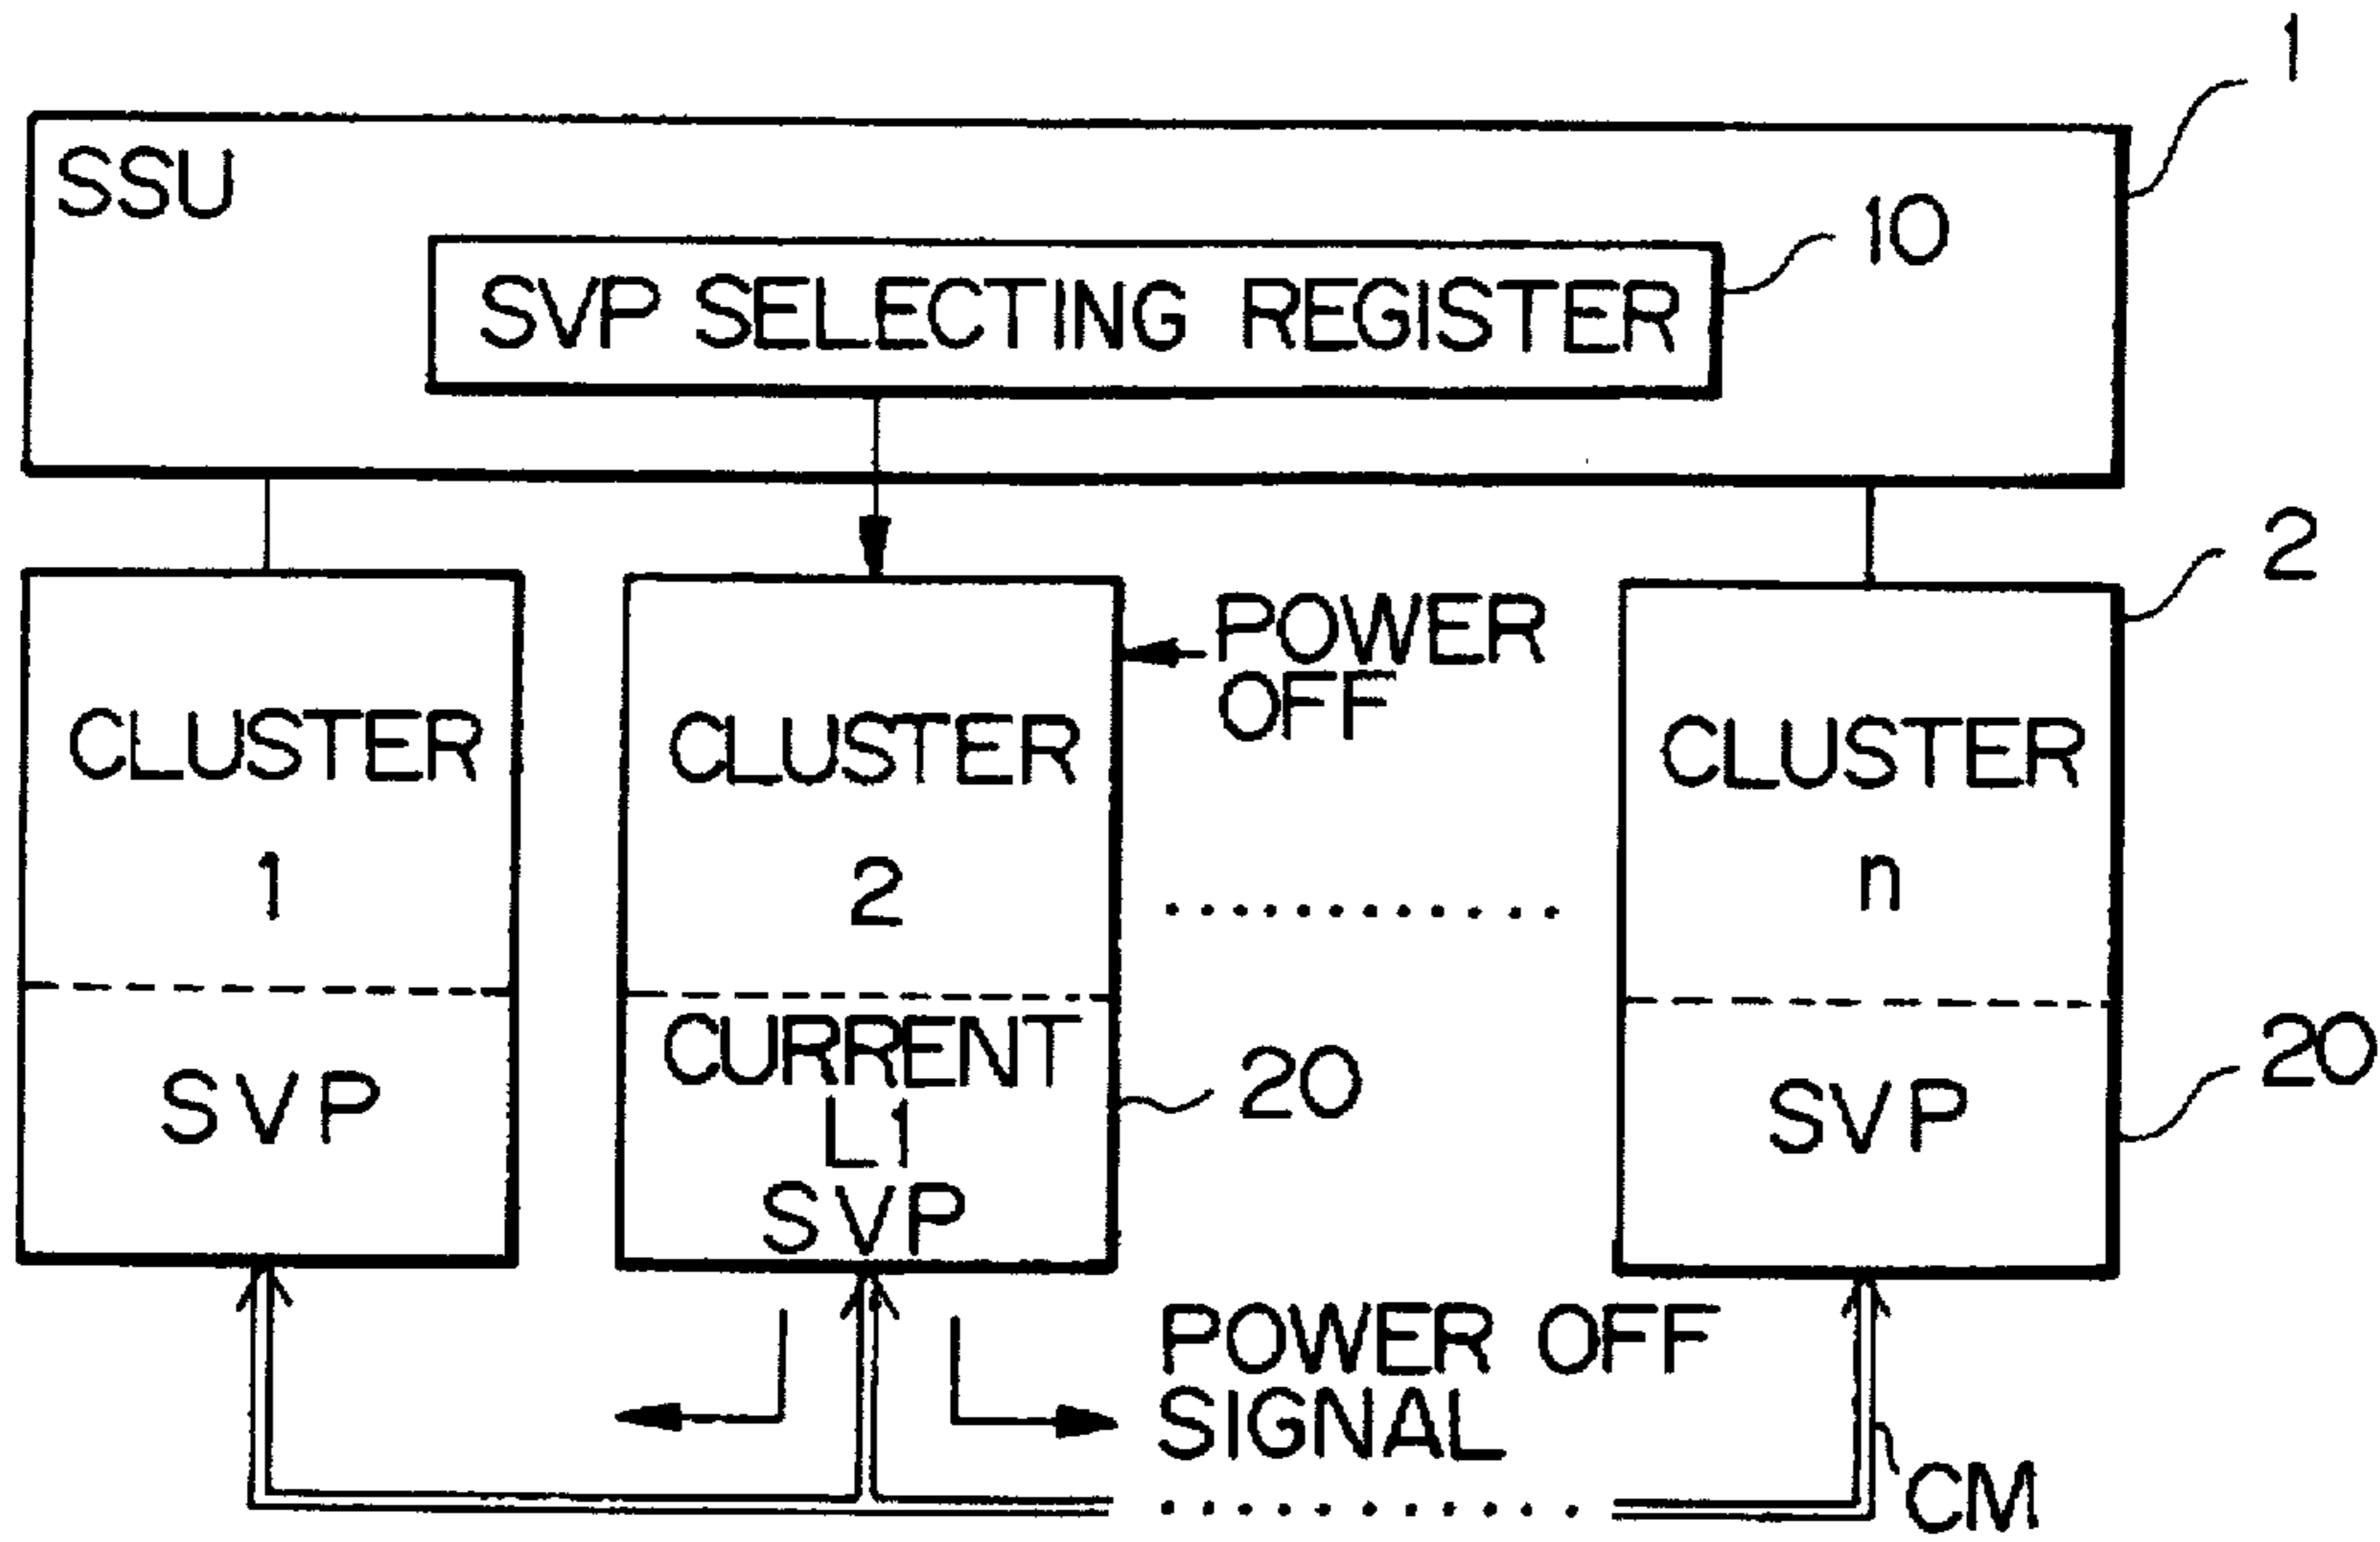 1
SSU
10
SVP SELECTING REGISTER
2
POWER
OFF
CLUSTER
1
CLUSTER
2
CLUSTER
n
SVP
CURRENT
L1
SVP
20
SVP
20
POWER OFF
SIGNAL
CM